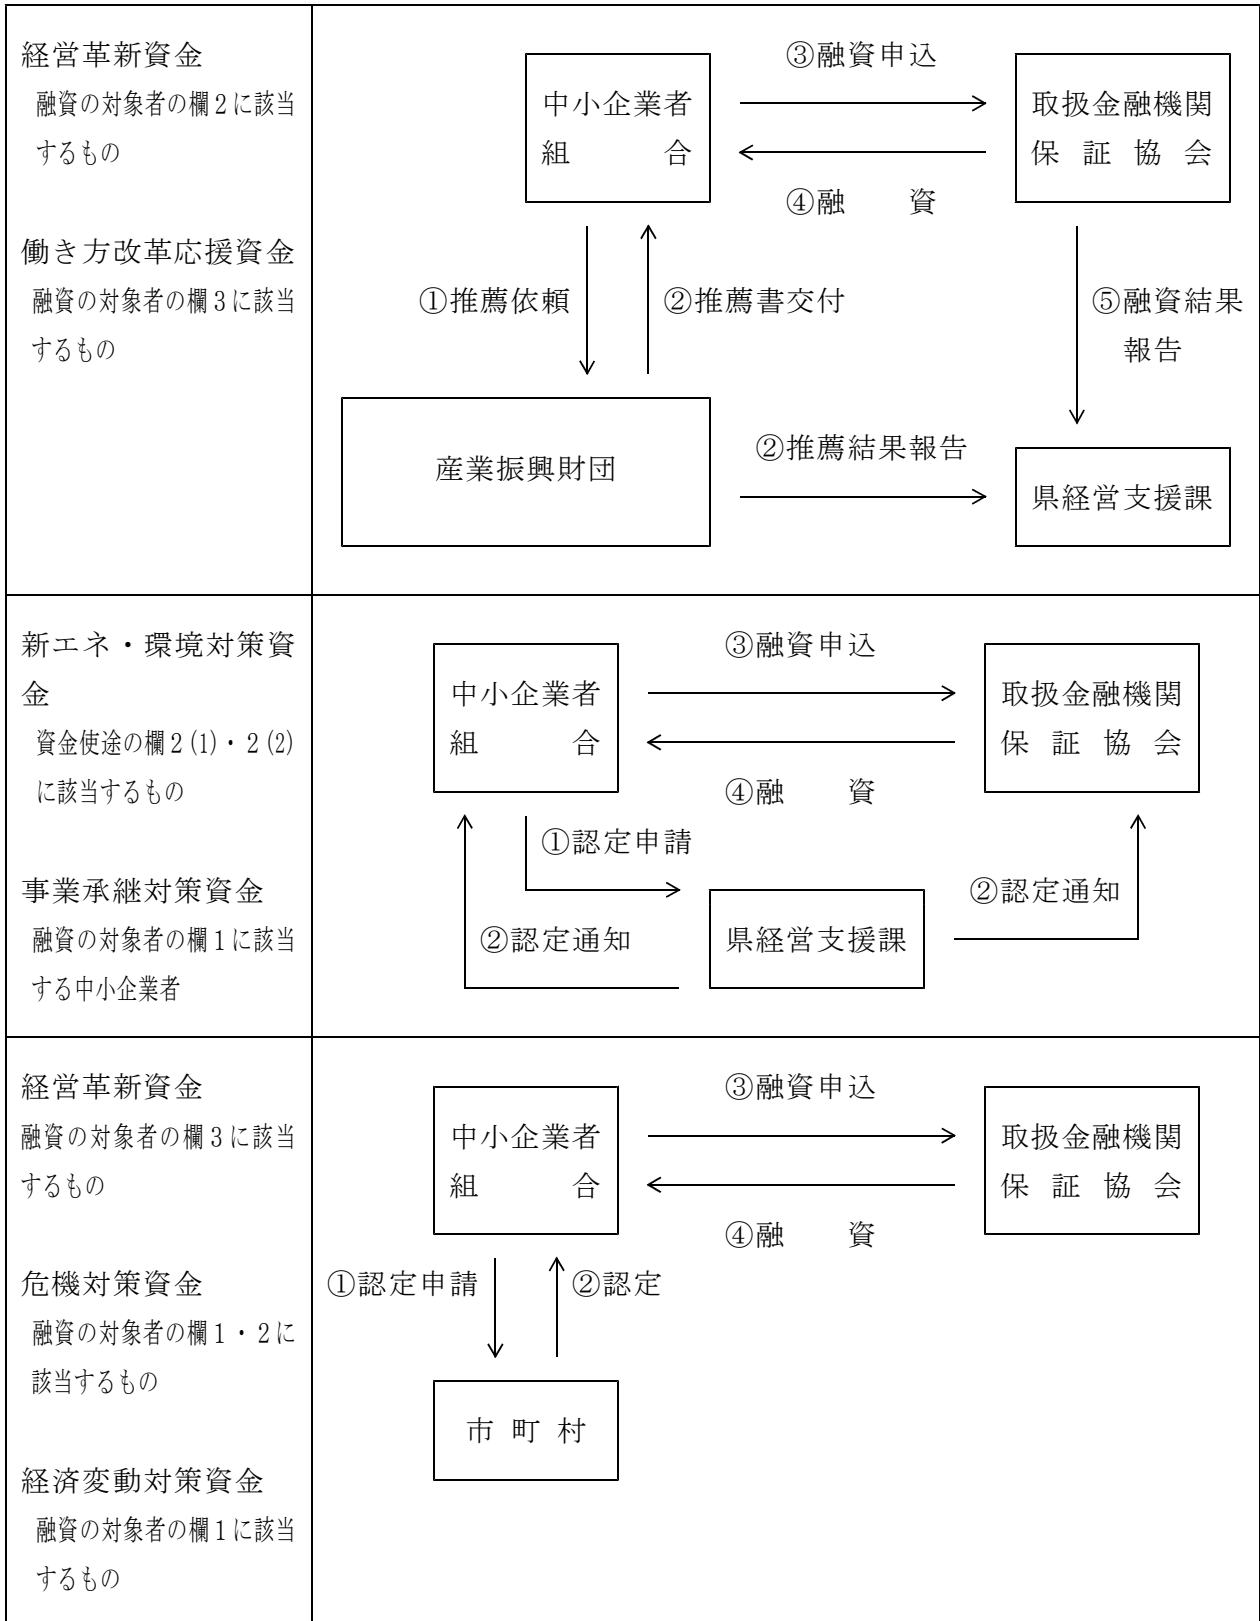 経営革新資金
融資の対象者の欄2に該当
するもの
働き方改革応援資金
融資の対象者の欄3に該当
するもの
③融資申込
中小企業者
組　　合
取扱金融機関
保証協会
④融　　資
①推薦依頼
②推薦書交付
⑤融資結果
報告
産業振興財団
②推薦結果報告
県経営支援課
新エネ・環境対策資
金
資金使途の欄2(1)・2(2)
に該当するもの
事業承継対策資金
融資の対象者の欄1に該当
する中小企業者
③融資申込
中小企業者
組　　合
取扱金融機関
保証協会
④融　　資
①認定申請
②認定通知
②認定通知
県経営支援課
経営革新資金
融資の対象者の欄3に該当
するもの
危機対策資金
融資の対象者の欄1・2に
該当するもの
経済変動対策資金
融資の対象者の欄1に該当
するもの
③融資申込
中小企業者
組　　合
取扱金融機関
保証協会
④融　　資
①認定申請
②認定
市町村